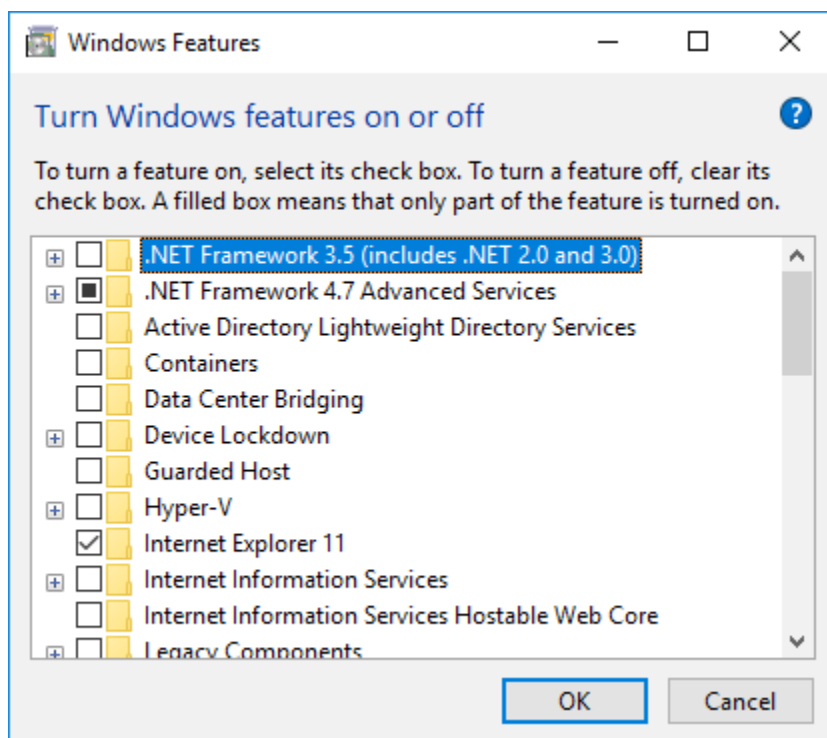 Windows Features
Turn Windows features on or off
?
To turn a feature on, select its check box. To turn a feature off, clear its
check box. A filled box means that only part of the feature is turned on.
.NET Framework 3.5 (includes .NET 2.0 and 3.0)
.NET Framework 4.7 Advanced Services
Active Directory Lightweight Directory Services
Containers
Data Center Bridging
Device Lockdown
Guarded Host
Hyper-V
Internet Explorer 11
Internet Information Services
Internet Information Services Hostable Web Core
Legacy Components
OK
Cancel